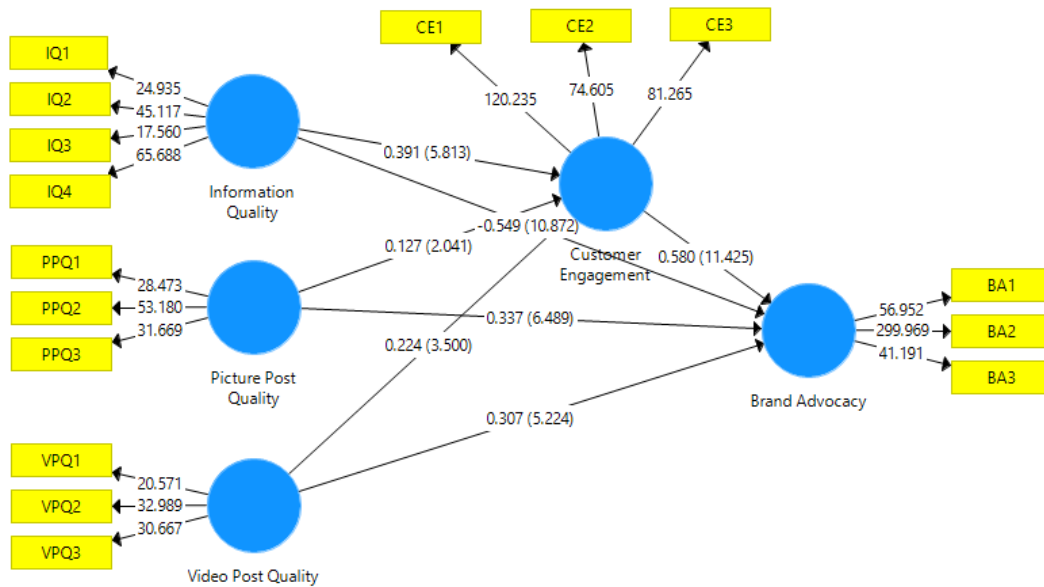 CE1
CE2
CE3
IQ1
IQ2
IQ3
IQ4
24.935
45.117
17.560
65.688
120.235
74.605
81.265
Information
Quality
0.391 (5.813)
-0.549 (10.872)
Customer
Engagement
0.127 (2.041)
0.580 (11.425)
PPQ1
PPQ2
PPQ3
28.473
53.180
31.669
Picture Post
Quality
0.337 (6.489)
0.224 (3.500)
0.307 (5.224)
56.952
299.969
41.191
BA1
BA2
BA3
Brand Advocacy
VPQ1
VPQ2
VPQ3
20.571
32.989
30.667
Video Post Quality